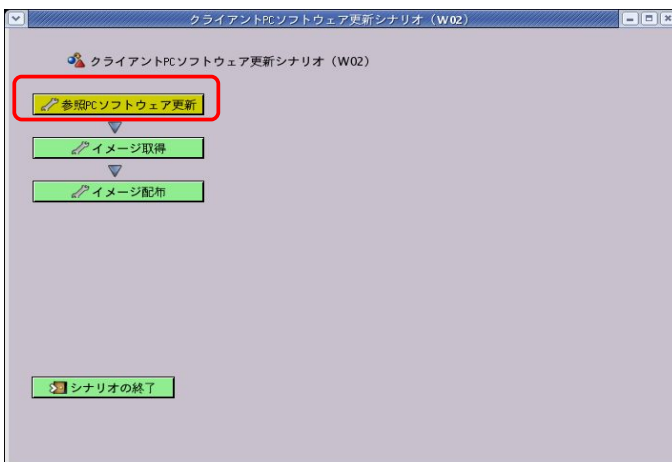 クライアントPCソフトウェア更新シナリオ（W02）
クライアントPCソフトウェア更新シナリオ（W02）
参照PCソフトウェア更新
イメージ取得
イメージ配布
シナリオの終了